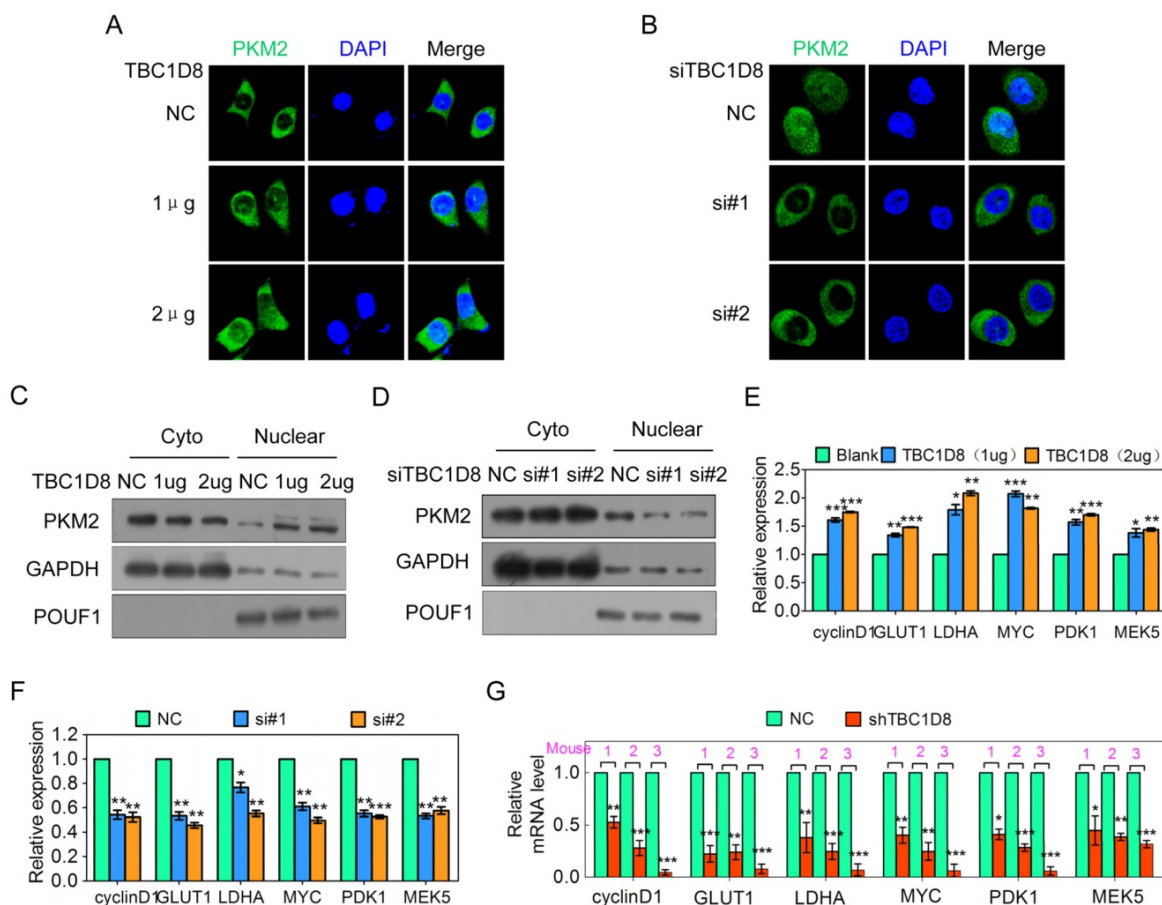 A
PKM2 DAPI Merge
TBC1D8
NC
1 μg
2 μg
B
PKM2 DAPI Merge
siTBC1D8
NC
si#1
si#2
C
Cyto Nuclear
TBC1D8 NC 1ug 2ug NC 1ug 2ug
PKM2
GAPDH
POUF1
D
Cyto Nuclear
siTBC1D8 NC si#1 si#2 NC si#1 si#2
PKM2
GAPDH
POUF1
E
Blank TBC1D8（1ug） TBC1D8（2ug）
Relative expression
2.5
2.0
1.5
1.0
0.5
0.0
*** *** ** *** * ** *** ** ** *** * **
cyclinD1 GLUT1 LDHA MYC PDK1 MEK5
F
NC si#1 si#2
Relative expression
1.2
1.0
0.8
0.6
0.4
0.2
0.0
** ** ** ** * ** ** ** ** *** ** **
cyclinD1 GLUT1 LDHA MYC PDK1 MEK5
G
NC shTBC1D8
Mouse 1 2 3 1 2 3 1 2 3 1 2 3 1 2 3 1 2 3
Relative
mRNA level
1.0
0.5
0
** *** *** *** ** *** ** *** *** ** ** *** * *** *** * ** ***
cyclinD1 GLUT1 LDHA MYC PDK1 MEK5